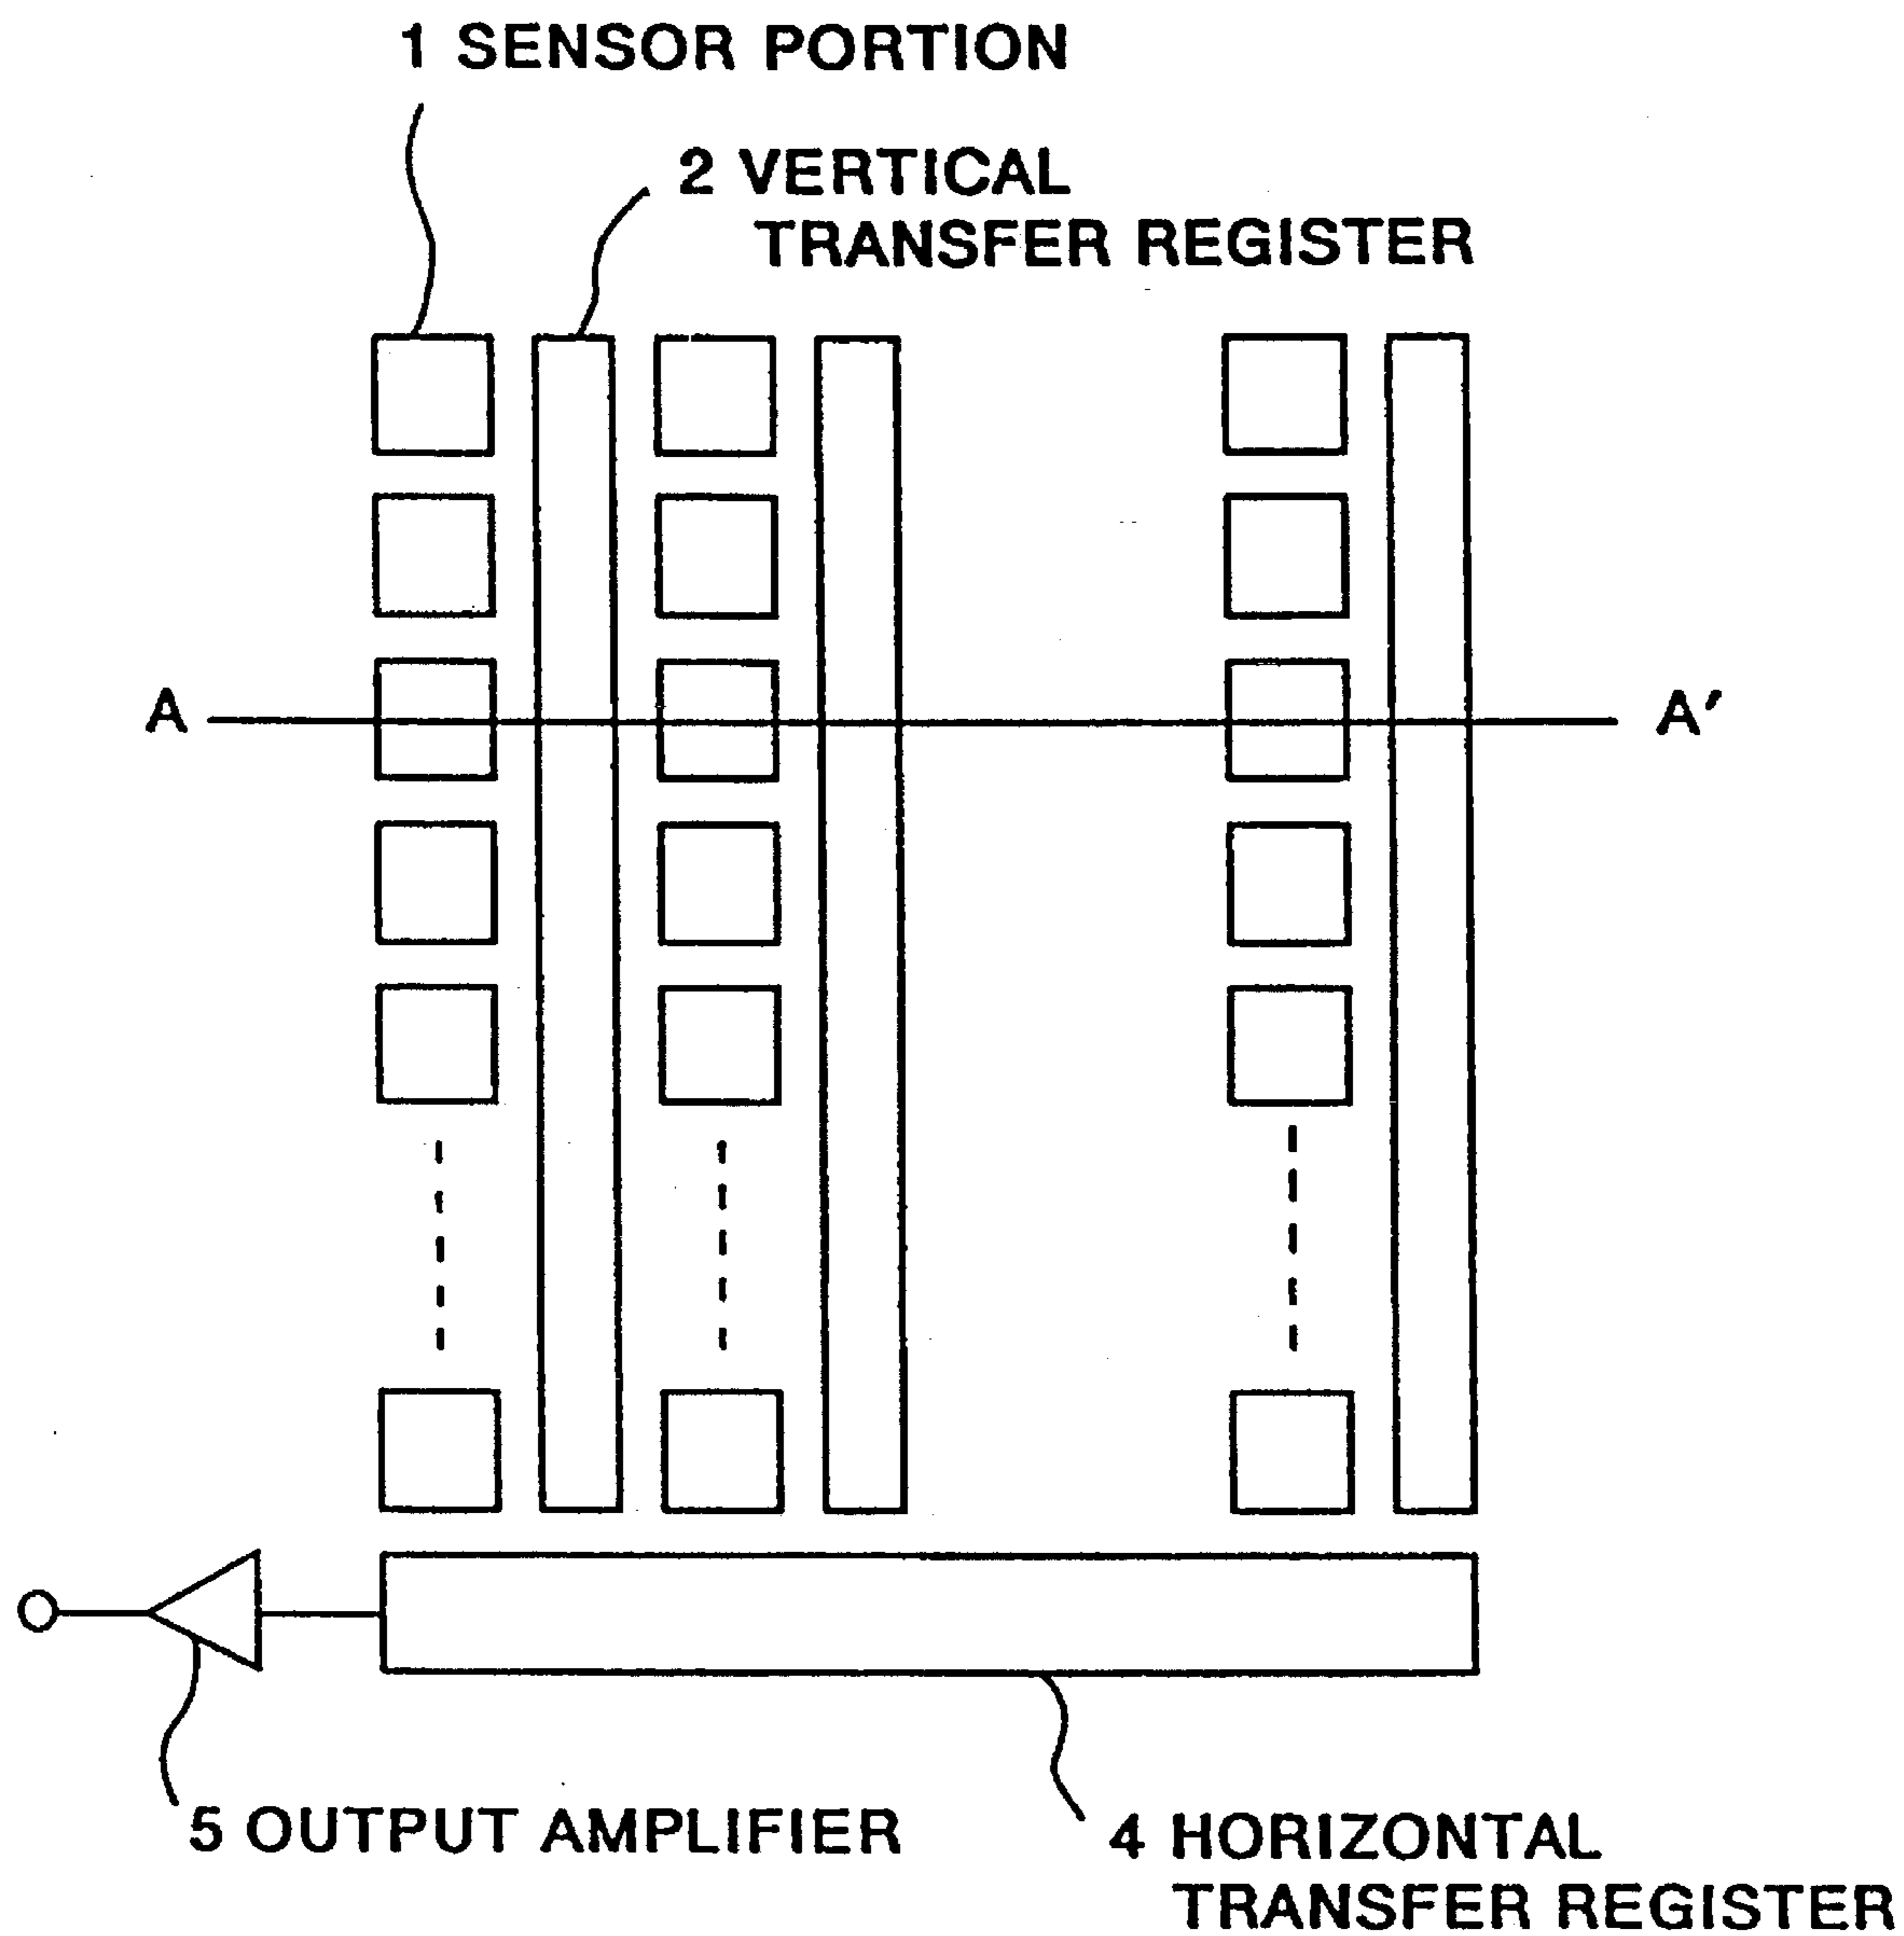 1 SENSOR PORTION
2 VERTICAL
TRANSFER REGISTER
A
A'
5 OUTPUT AMPLIFIER
4 HORIZONTAL
TRANSFER REGISTER